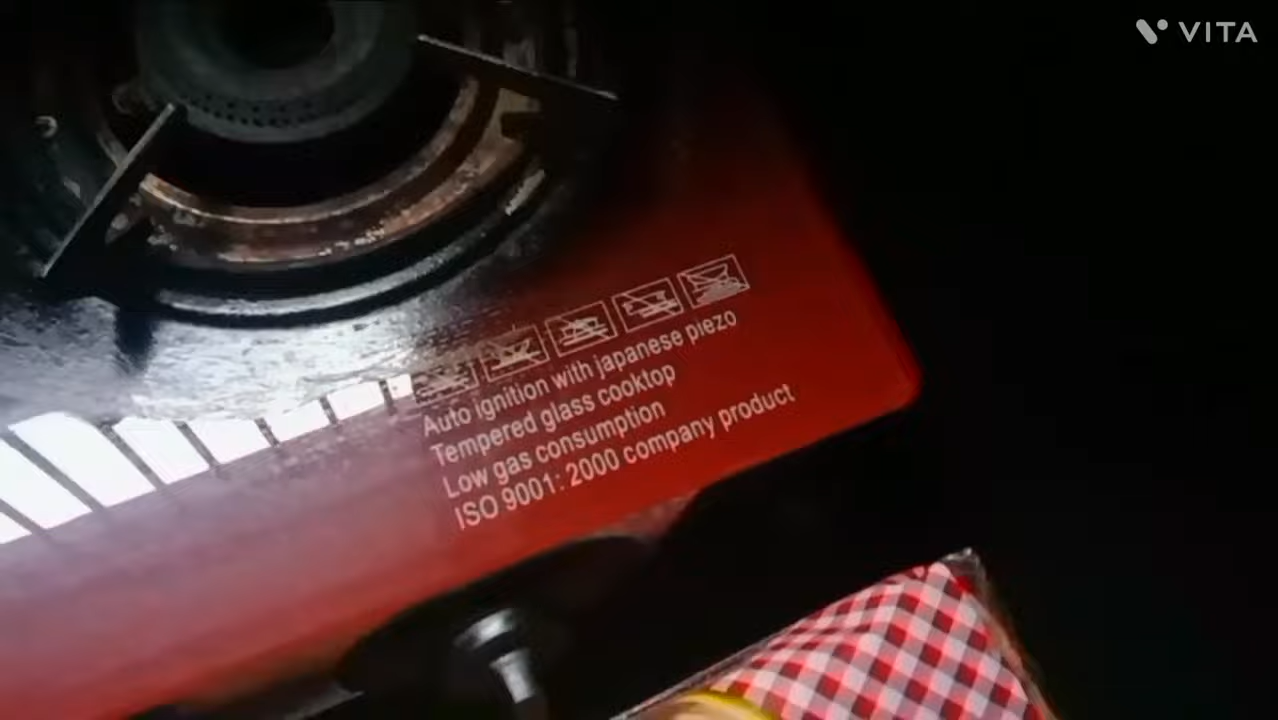 VITA
Auto ignition with japanese piezo
Tempered glass cooktop
Low gas consumption
ISO 9001: 2000 company product